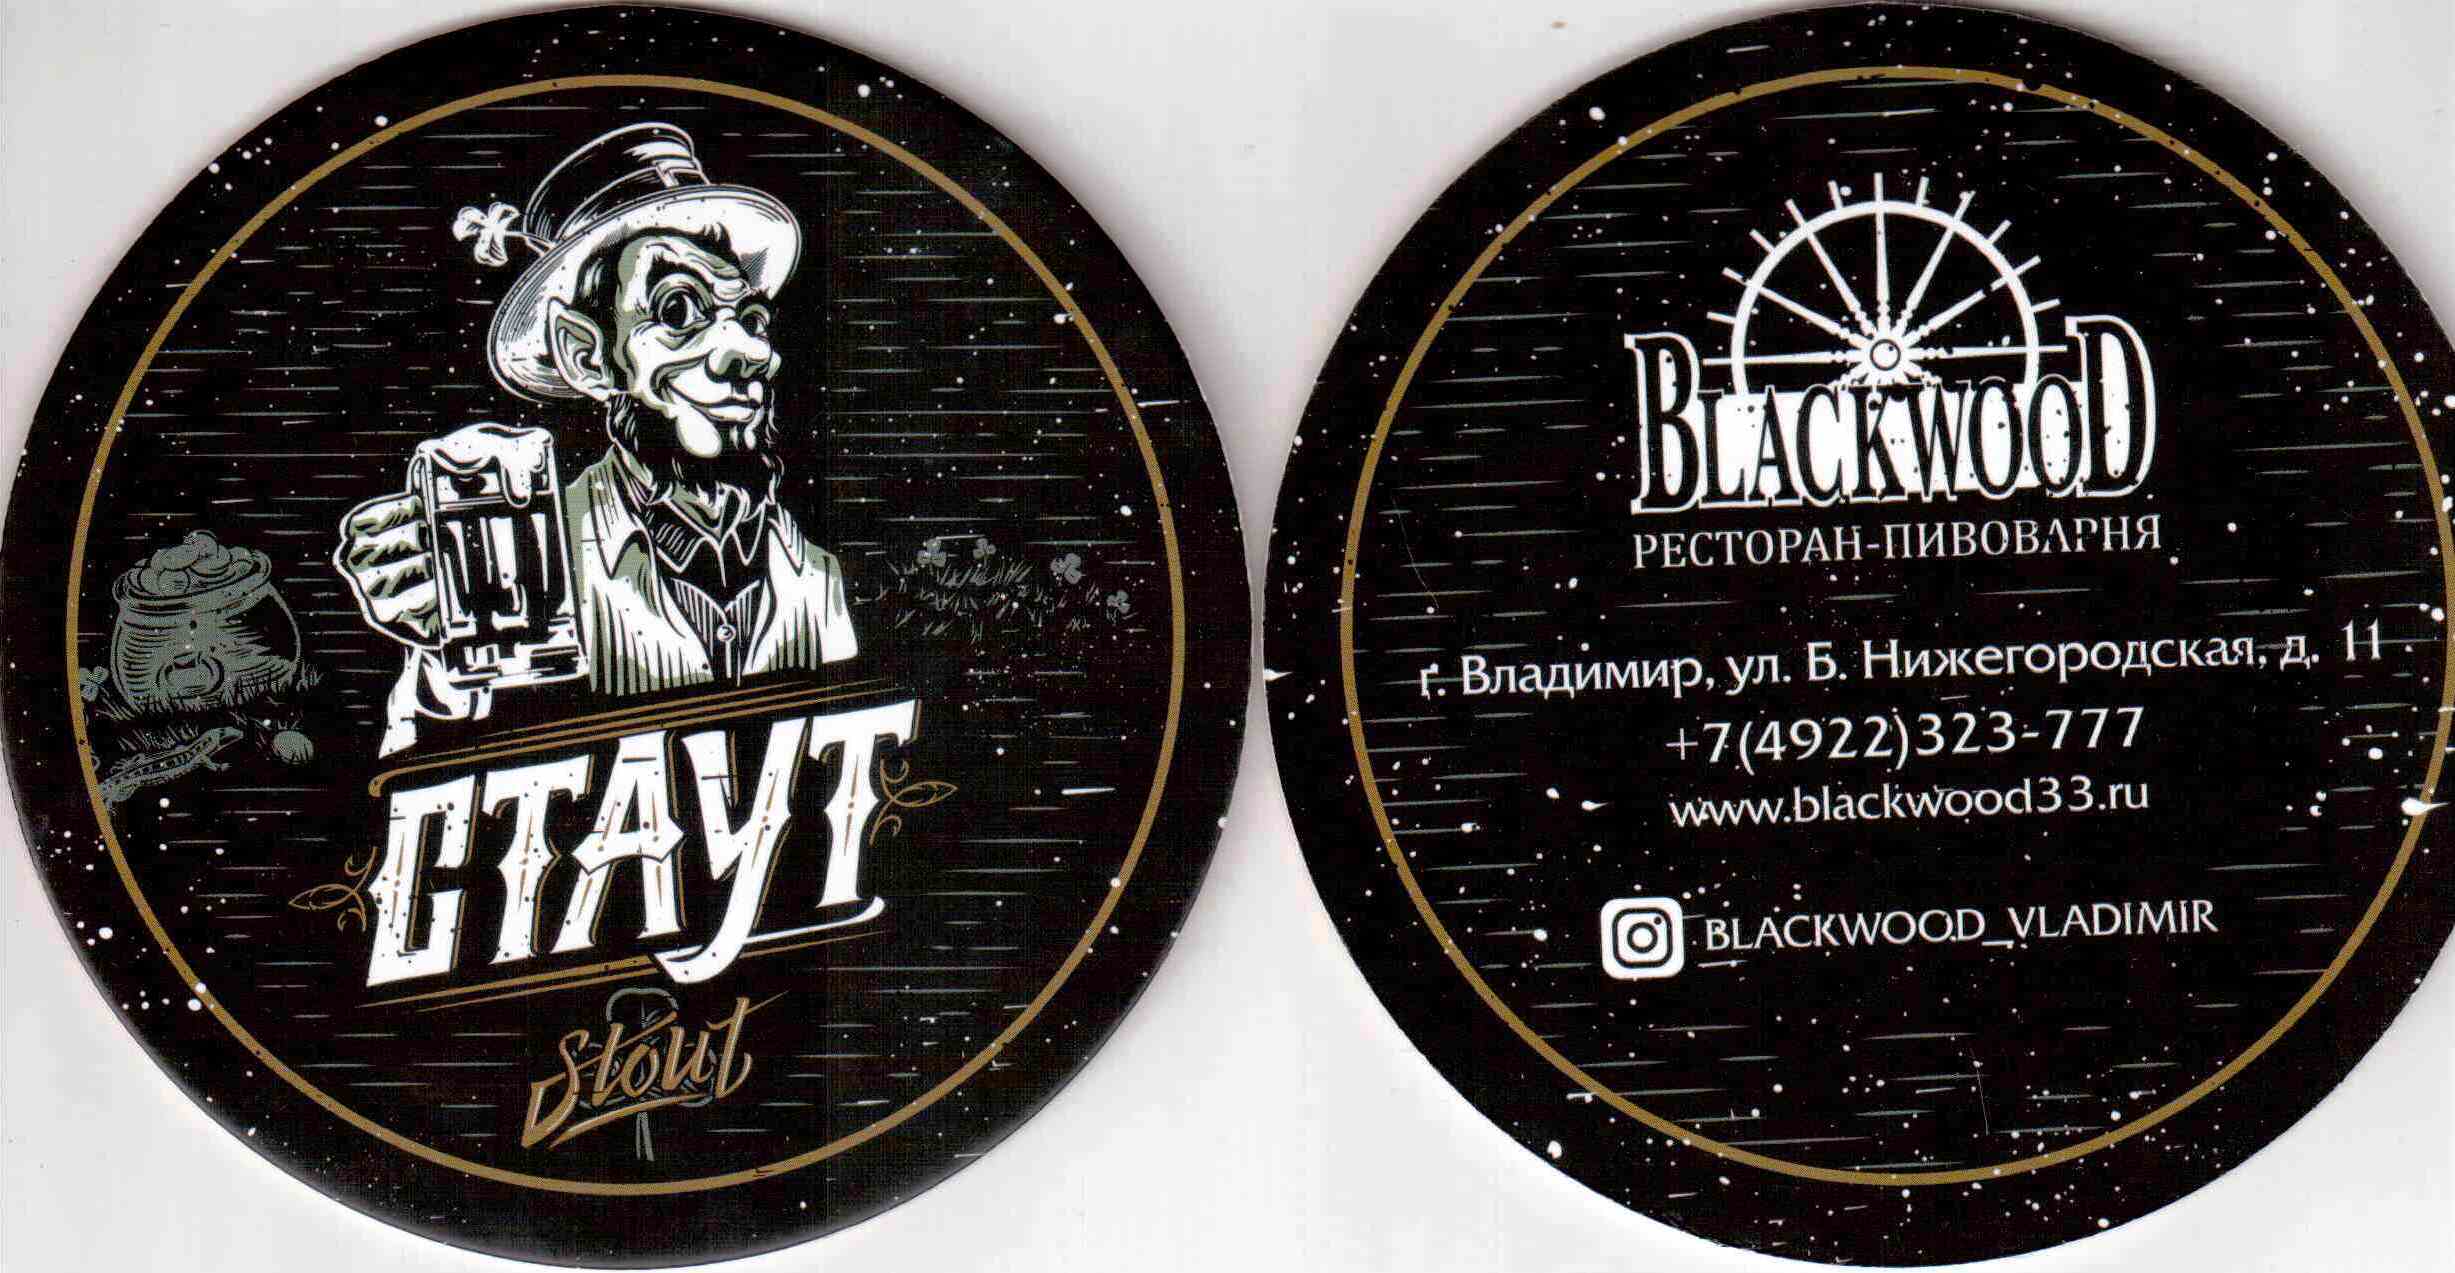 СТАУТ
Stout
BLACKWOOD
РЕСТОРАН-ПИВОВАРНЯ
г. Владимир, ул. Б. Нижегородская, д. 11
+7(4922)323-777
www.blackwood33.ru
BLACKWOOD_VLADIMIR